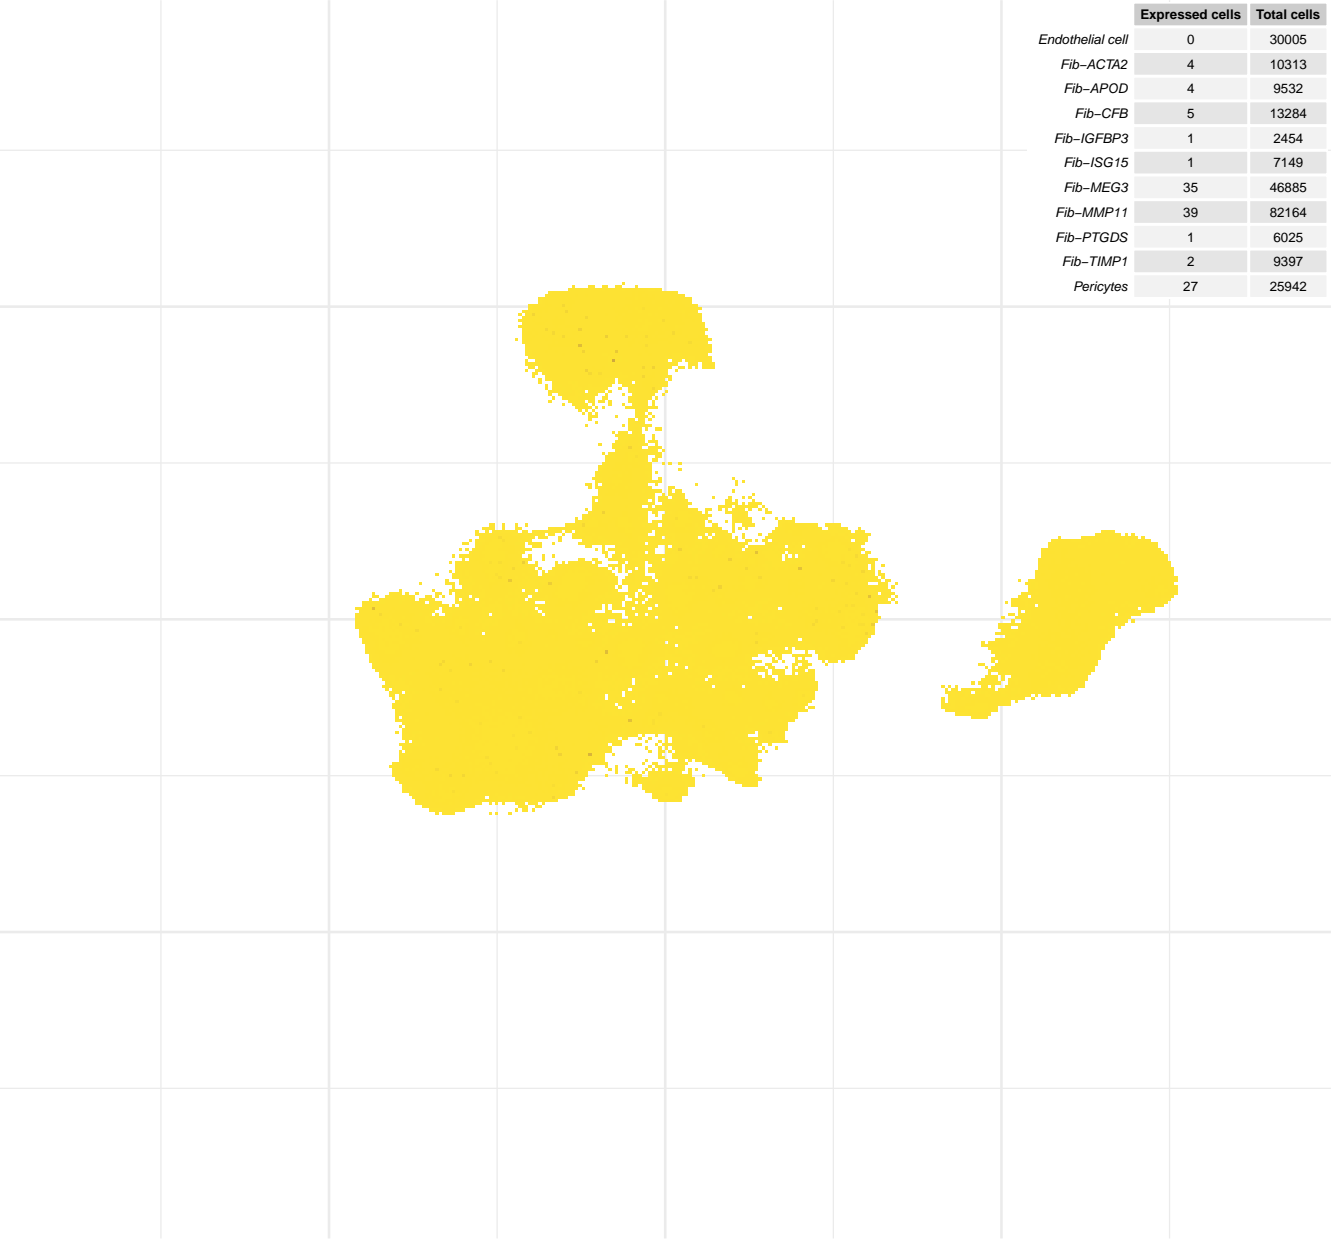 Expressed cells Total cells
Endothelial cell 0 30005
Fib−ACTA2 4 10313
Fib−APOD 4 9532
Fib−CFB 5 13284
Fib−IGFBP3 1 2454
Fib−ISG15 1 7149
Fib−MEG3 35 46885
Fib−MMP11 39 82164
Fib−PTGDS 1 6025
Fib−TIMP1 2 9397
Pericytes 27 25942